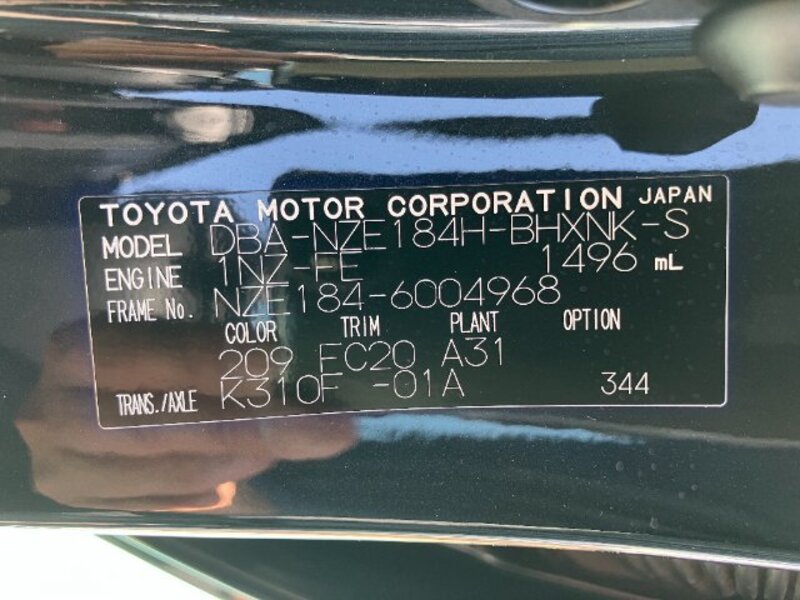 TOYOTA MOTOR CORPORATION JAPAN
MODEL DBA-NZE184H-BHXNK-S
ENGINE 1NZ-FE 1496 mL
FRAME No. NZE184-6004968
COLOR TRIM PLANT OPTION
209 FC20 A31
TRANS./AXLE K310F -01A 344